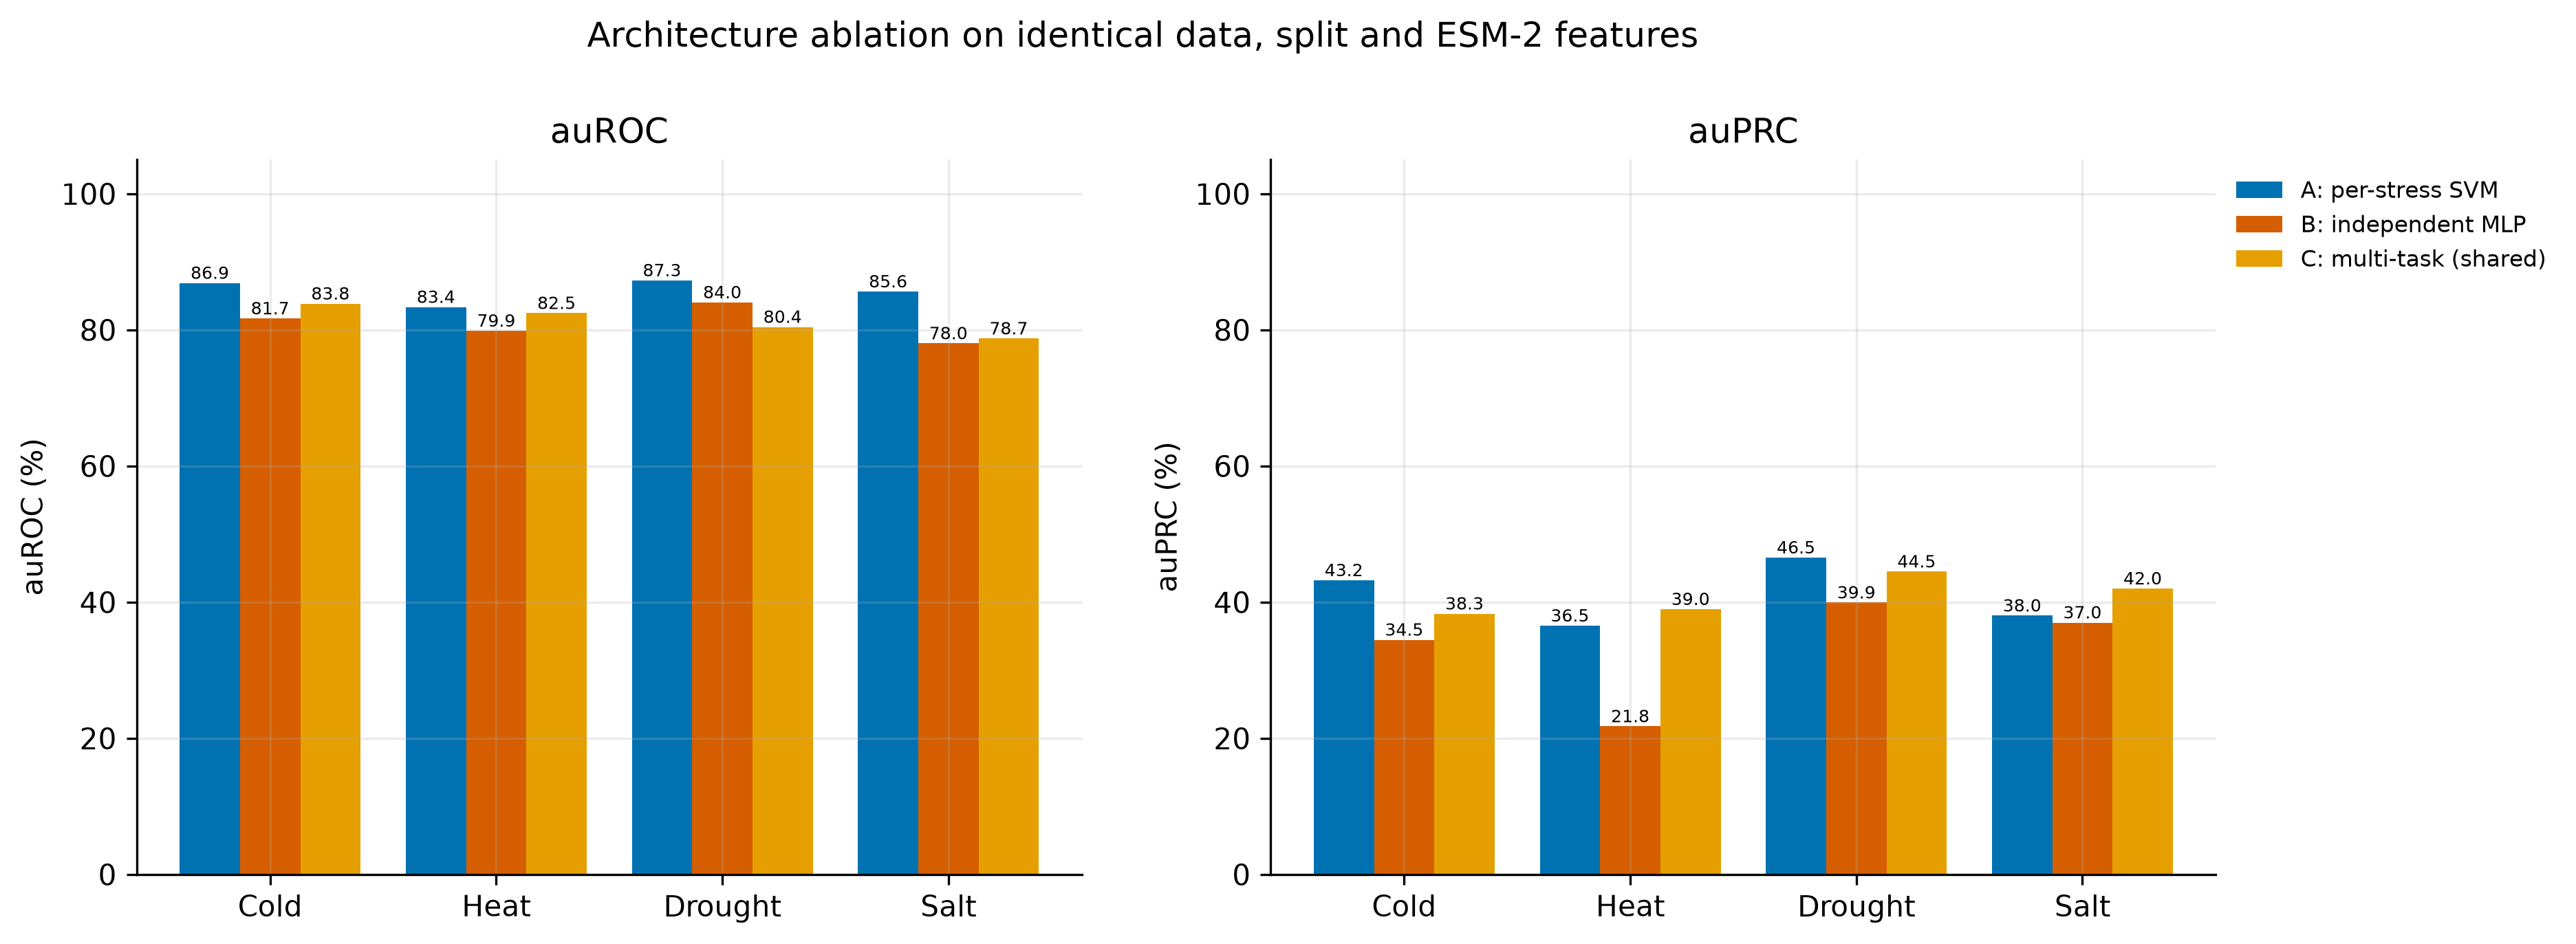 Architecture ablation on identical data, split and ESM-2 features
auROC
auROC (%)
100
80
60
40
20
0
86.9
81.7
83.8
83.4
79.9
82.5
87.3
84.0
80.4
85.6
78.0
78.7
Cold
Heat
Drought
Salt
auPRC
auPRC (%)
100
80
60
40
20
0
43.2
34.5
38.3
36.5
21.8
39.0
46.5
39.9
44.5
38.0
37.0
42.0
Cold
Heat
Drought
Salt
A: per-stress SVM
B: independent MLP
C: multi-task (shared)